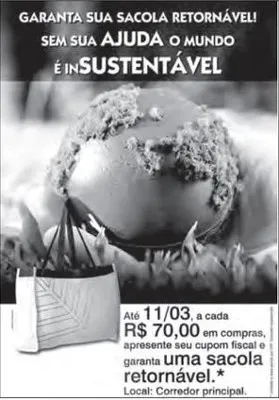 GARANTA SUA SACOLA RETORNÁVEL!
SEM SUA AJUDA O MUNDO
É inSUSTENTÁVEL
Até 11/03, a cada
R$ 70,00 em compras,
apresente seu cupom fiscal e
garanta uma sacola
retornável.*
Local: Corredor principal.